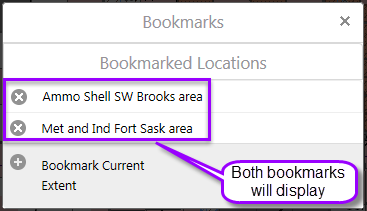 Bookmarks
Bookmarked Locations
Ammo Shell SW Brooks area
Met and Ind Fort Sask area
Bookmark Current
Extent
Both bookmarks
will display